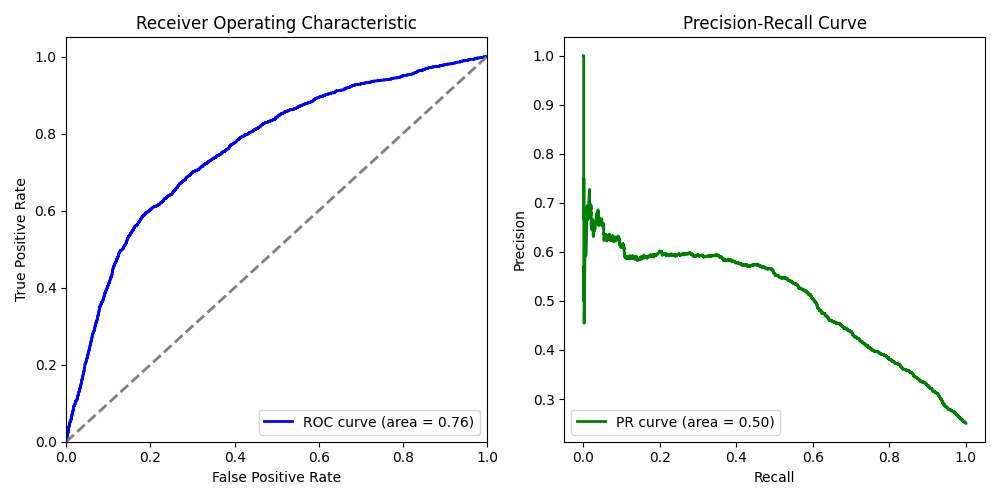 Receiver Operating Characteristic
True Positive Rate
1.0
0.8
0.6
0.4
0.2
0.0
ROC curve (area = 0.76)
0.0 0.2 0.4 0.6 0.8 1.0
False Positive Rate
Precision-Recall Curve
Precision
1.0
0.9
0.8
0.7
0.6
0.5
0.4
0.3
PR curve (area = 0.50)
0.0 0.2 0.4 0.6 0.8 1.0
Recall